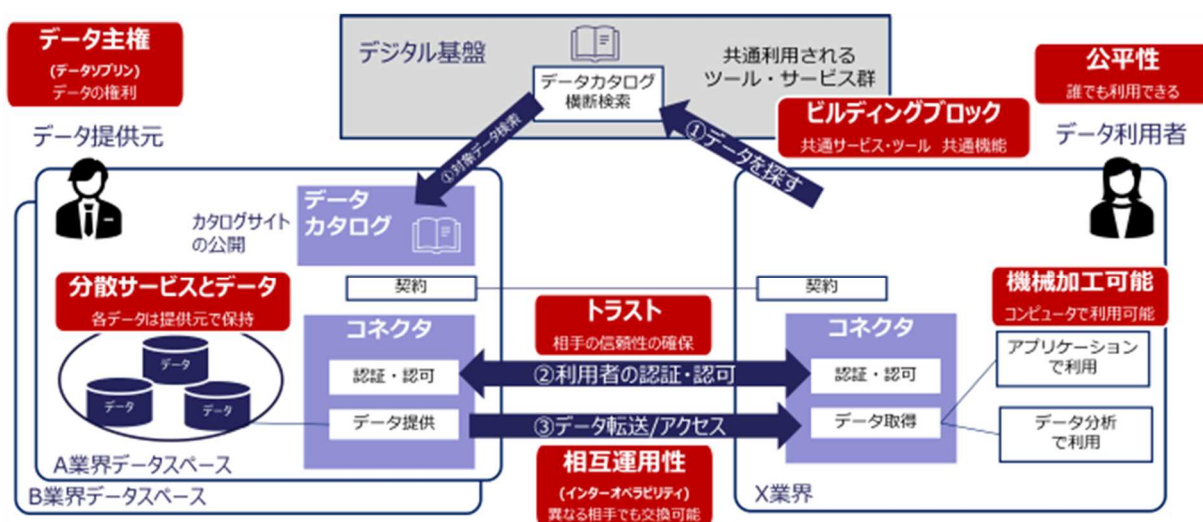 データ主権
(データソブリン)
データの権利
データ提供元
デジタル基盤
データカタログ
横断検索
共通利用される
ツール・サービス群
ビルディングブロック
共通サービス・ツール 共通機能
公平性
誰でも利用できる
データ利用者
①対象データ検索
①データを探す
カタログサイト
の公開
データ
カタログ
分散サービスとデータ
各データは提供元で保持
データ
データ
データ
契約
契約
トラスト
相手の信頼性の確保
機械加工可能
コンピュータで利用可能
コネクタ
認証・認可
データ提供
②利用者の認証・認可
③データ転送/アクセス
コネクタ
認証・認可
データ取得
アプリケーション
で利用
データ分析
で利用
相互運用性
(インターオペラビリティ)
異なる相手でも交換可能
A業界データスペース
B業界データスペース
X業界